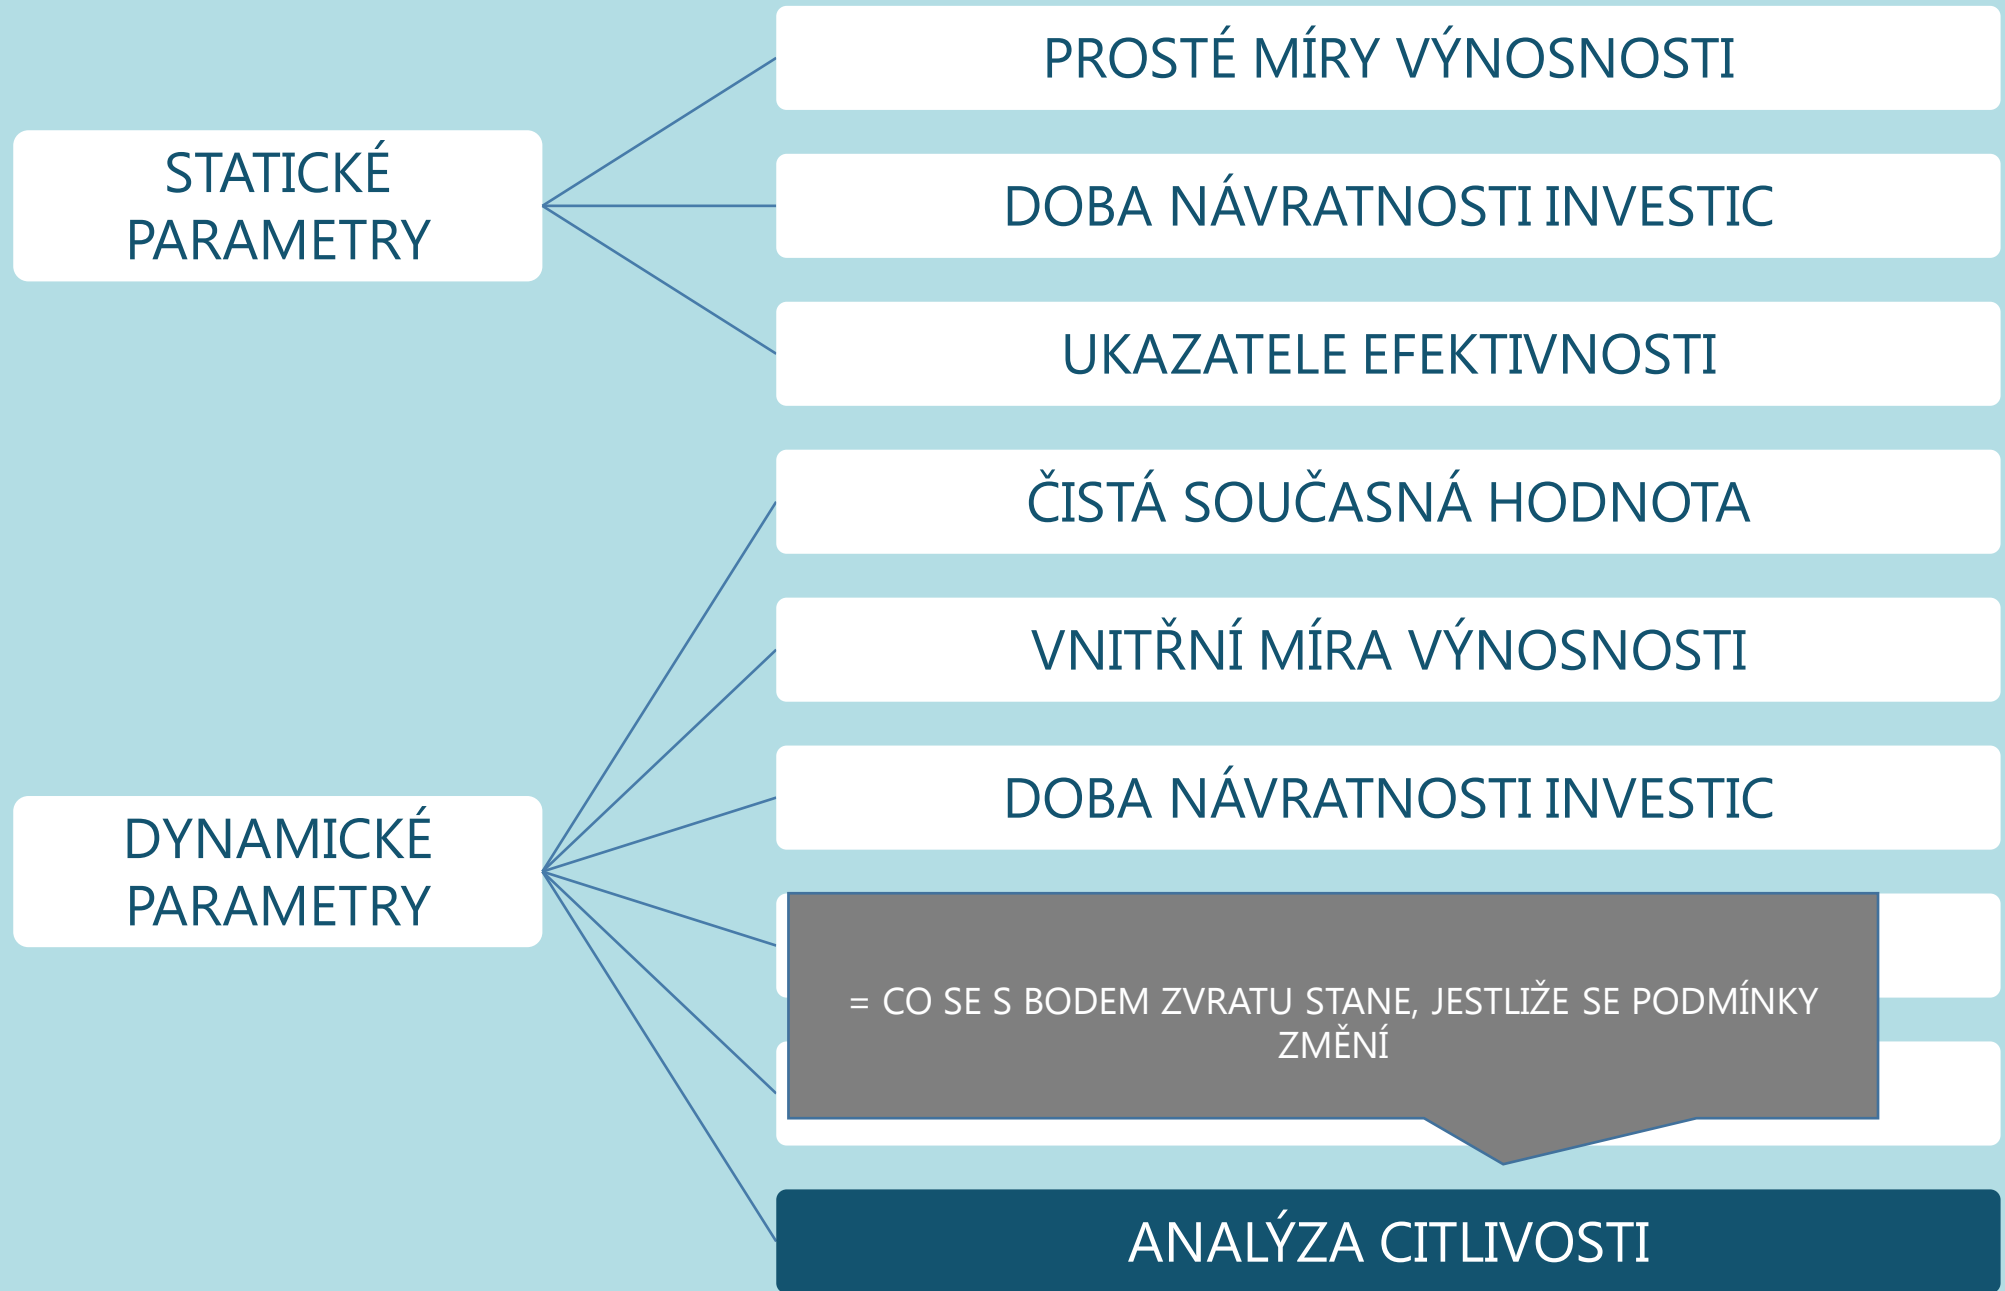 STATICKÉ
PARAMETRY
PROSTÉ MÍRY VÝNOSNOSTI
DOBA NÁVRATNOSTI INVESTIC
UKAZATELE EFEKTIVNOSTI
DYNAMICKÉ
PARAMETRY
ČISTÁ SOUČASNÁ HODNOTA
VNITŘNÍ MÍRA VÝNOSNOSTI
DOBA NÁVRATNOSTI INVESTIC
= CO SE S BODEM ZVRATU STANE, JESTLIŽE SE PODMÍNKY
ZMĚNÍ
ANALÝZA CITLIVOSTI